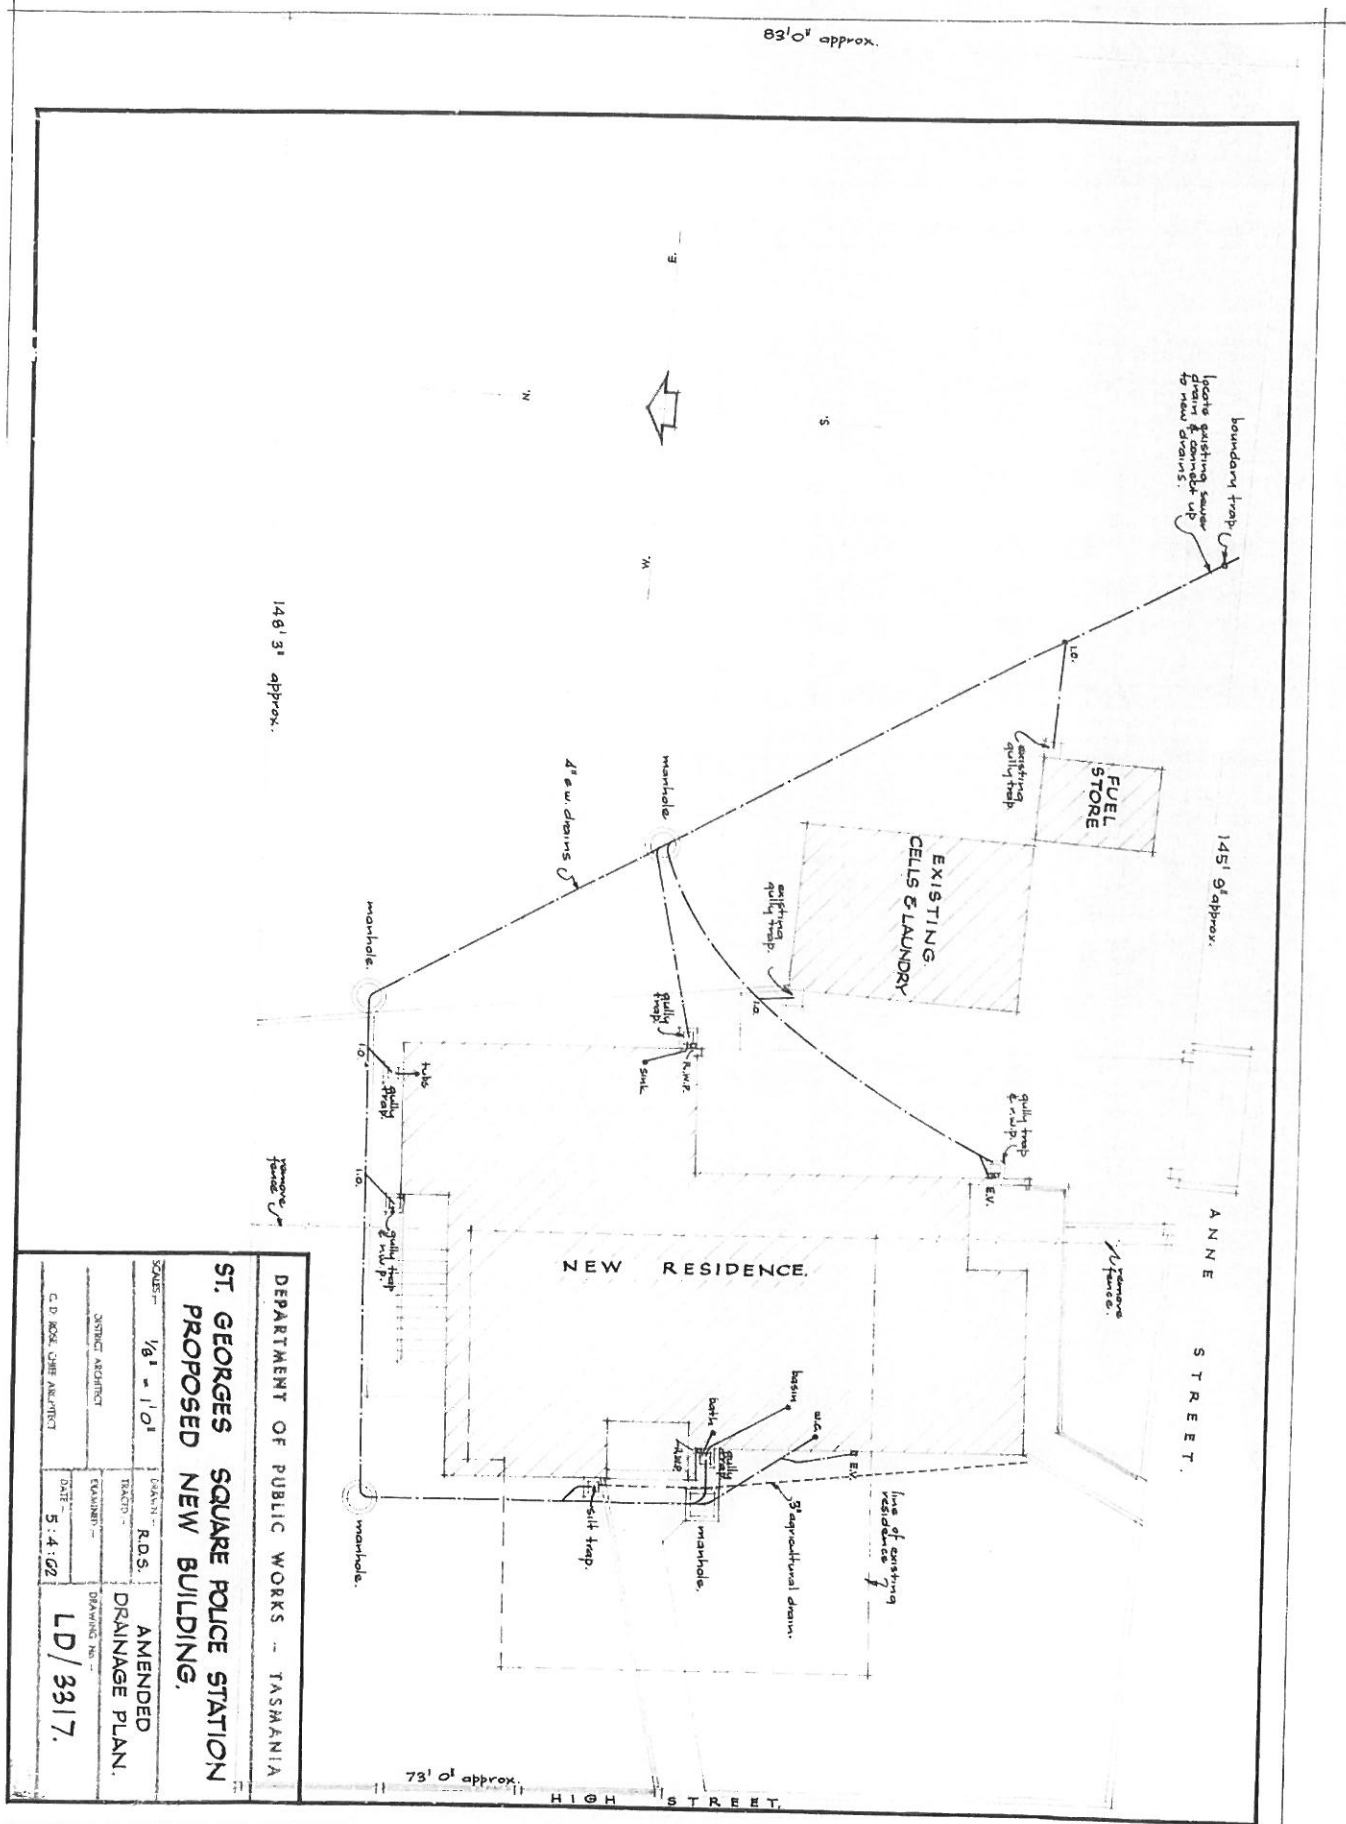 83'0" approx.
boundary trap.
locate existing sewer
drain & connect up
to new drains.
E.
N.
S.
W.
I.O.
existing
gully trap.
FUEL
STORE
145' 9" approx.
148' 3" approx.
4" e.w. drains
manhole
EXISTING
CELLS & LAUNDRY
existing
gully trap.
I.O.
manhole.
gully
trap.
R.W.P.
sink
I.O.
tubs
gully
trap.
gully trap
& r.w.p.
E.V.
I.O.
gully trap
& r.w.p.
remove
fence
remove
fence.
ANNE STREET.
NEW RESIDENCE.
basin
bath
w.c.
R.W.P.
gully
trap
E.V.
line of existing
residence
3" agricultural drain.
silt trap.
manhole.
manhole.
73' 0" approx.
HIGH STREET.
DEPARTMENT OF PUBLIC WORKS - TASMANIA
ST. GEORGES SQUARE POLICE STATION
PROPOSED NEW BUILDING.
SCALES:- 1/8" = 1'0"
DRAWN:- R.D.S.
TRACED:-
AMENDED
DRAINAGE PLAN.
DISTRICT ARCHITECT
EXAMINED:-
DRAWING No:-
LD/3317.
C.D. ROSE, CHIEF ARCHITECT
DATE:- 5:4:62